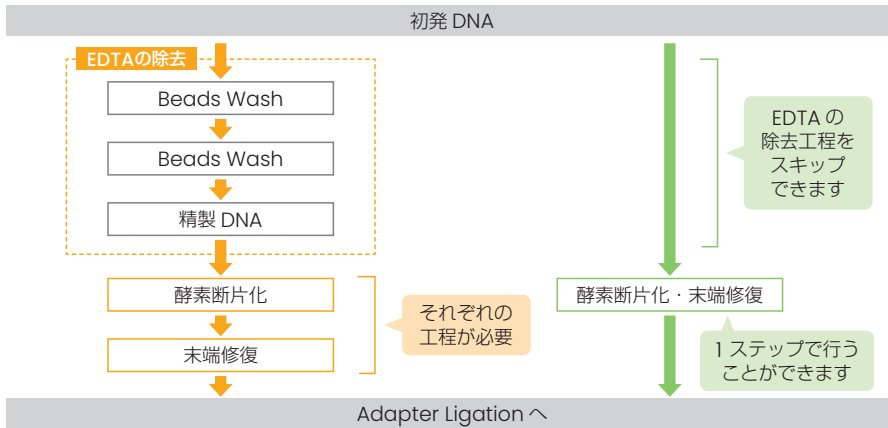 初発 DNA
EDTAの除去
Beads Wash
Beads Wash
精製 DNA
酵素断片化
末端修復
それぞれの
工程が必要
EDTA の
除去工程を
スキップ
できます
酵素断片化・末端修復
1 ステップで行う
ことができます
Adapter Ligation へ